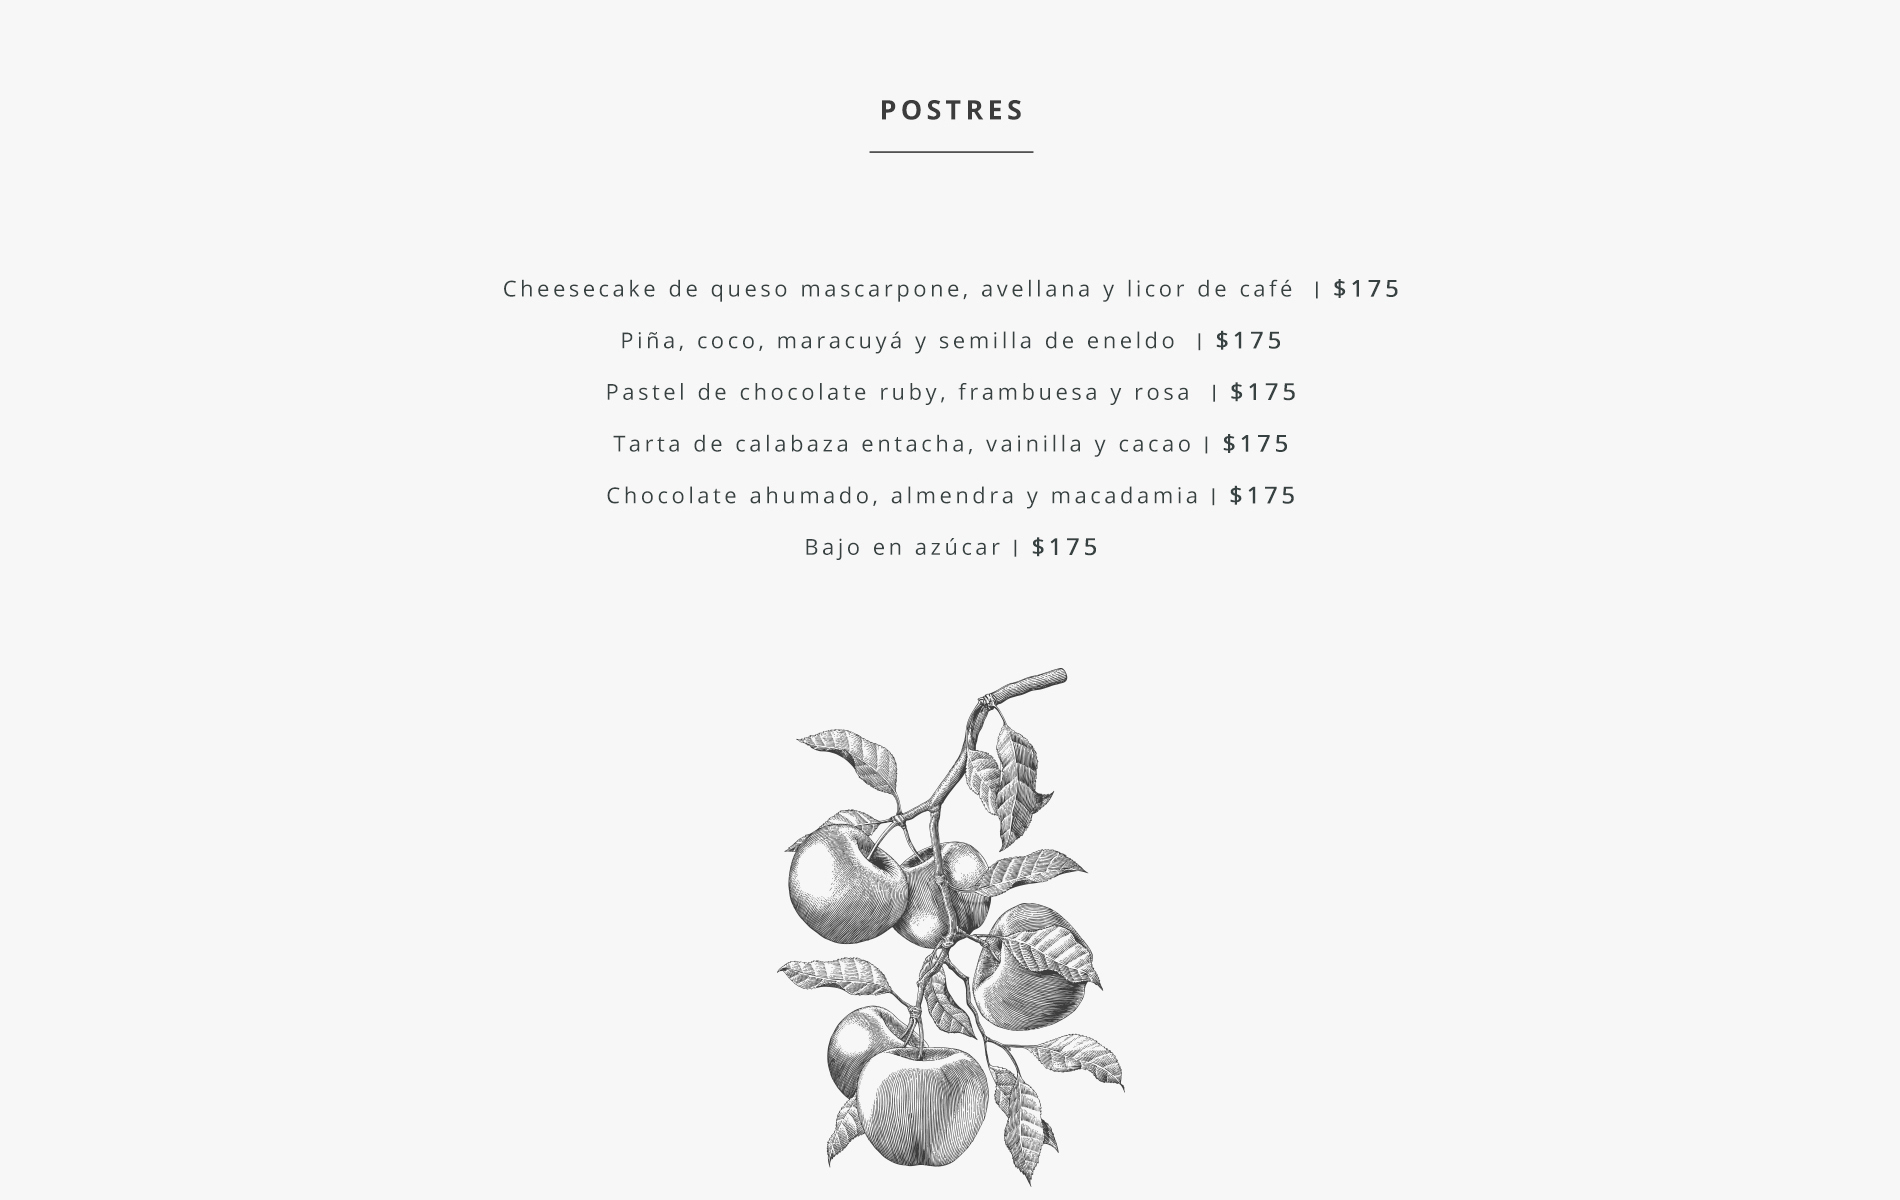 POSTRES
Cheesecake de queso mascarpone, avellana y licor de café | $175
Piña, coco, maracuyá y semilla de eneldo | $175
Pastel de chocolate ruby, frambuesa y rosa | $175
Tarta de calabaza entacha, vainilla y cacao | $175
Chocolate ahumado, almendra y macadamia | $175
Bajo en azúcar | $175